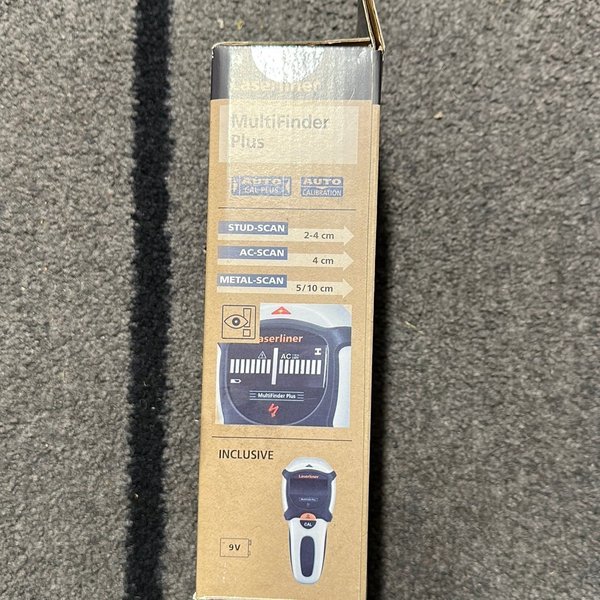 Laserliner
MultiFinder
Plus
AUTO
CAL PLUS
AUTO
CALIBRATION
STUD-SCAN 2-4 cm
AC-SCAN 4 cm
METAL-SCAN 5/10 cm
Laserliner
AC
MultiFinder Plus
INCLUSIVE
Laserliner
CAL
9V